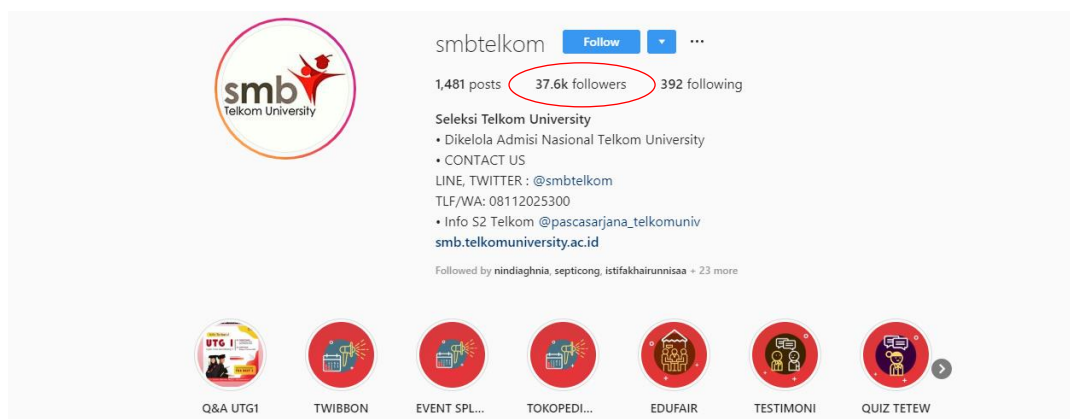 smb
Telkom University
smbtelkom Follow ...
1,481 posts 37.6k followers 392 following
Seleksi Telkom University
• Dikelola Admisi Nasional Telkom University
• CONTACT US
LINE, TWITTER : @smbtelkom
TLF/WA: 08112025300
• Info S2 Telkom @pascasarjana_telkomuniv
smb.telkomuniversity.ac.id
Followed by nindiaghnia, septicong, istifakhairunnisaa + 23 more
UTG I
Q&A UTG1 TWIBBON EVENT SPL... TOKOPEDI... EDUFAIR TESTIMONI QUIZ TETEW